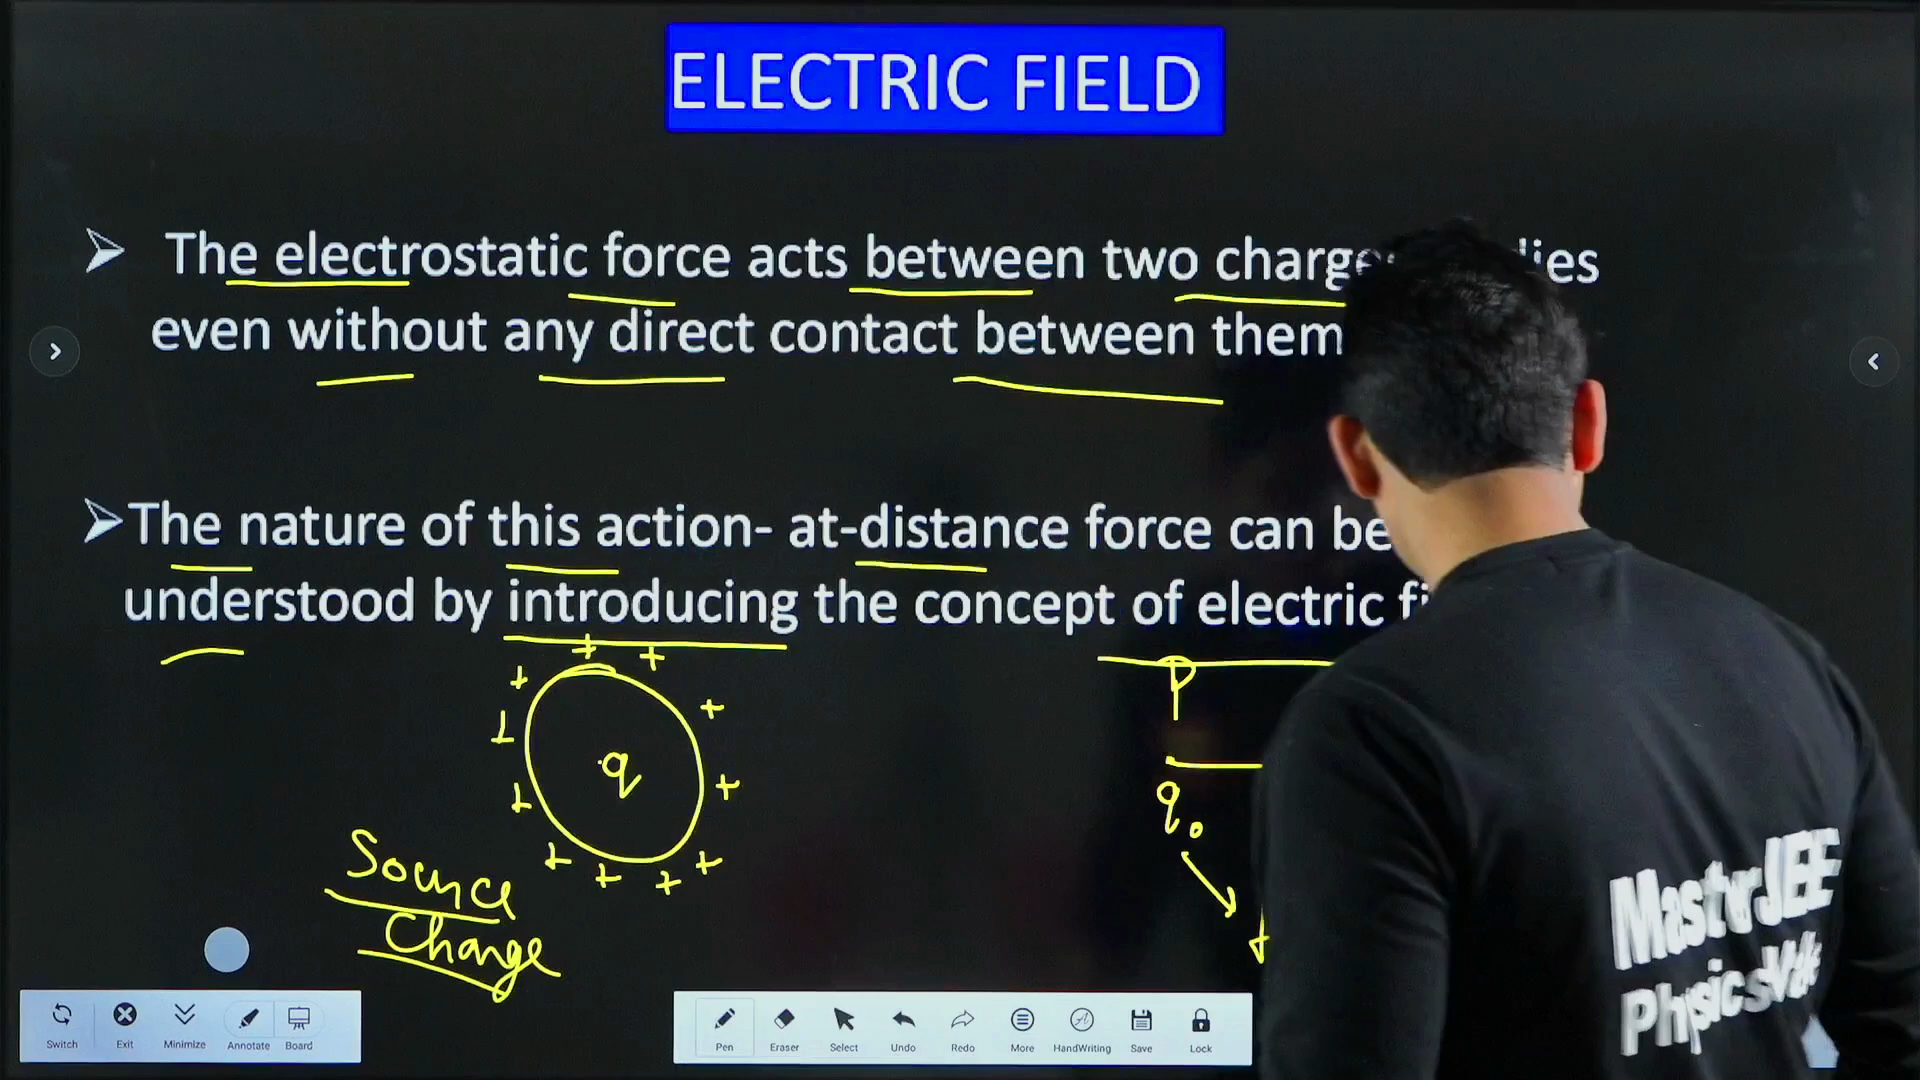 ELECTRIC FIELD
The electrostatic force acts between two charge dies
even without any direct contact between them
The nature of this action- at-distance force can be
understood by introducing the concept of electric fi
+ + + + + + + + +
q
P
q₀
Source
Charge
Switch Exit Minimize Annotate Board
Pen Eraser Select Undo Redo More HandWriting Save Lock
MasterJEE